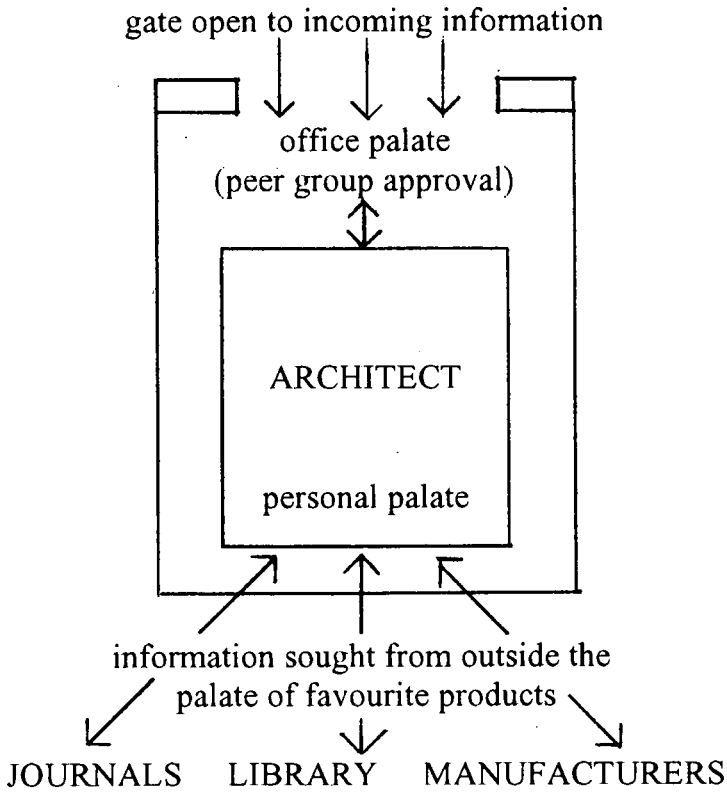 gate open to incoming information
office palate
(peer group approval)
ARCHITECT
personal palate
information sought from outside the
palate of favourite products
JOURNALS LIBRARY MANUFACTURERS